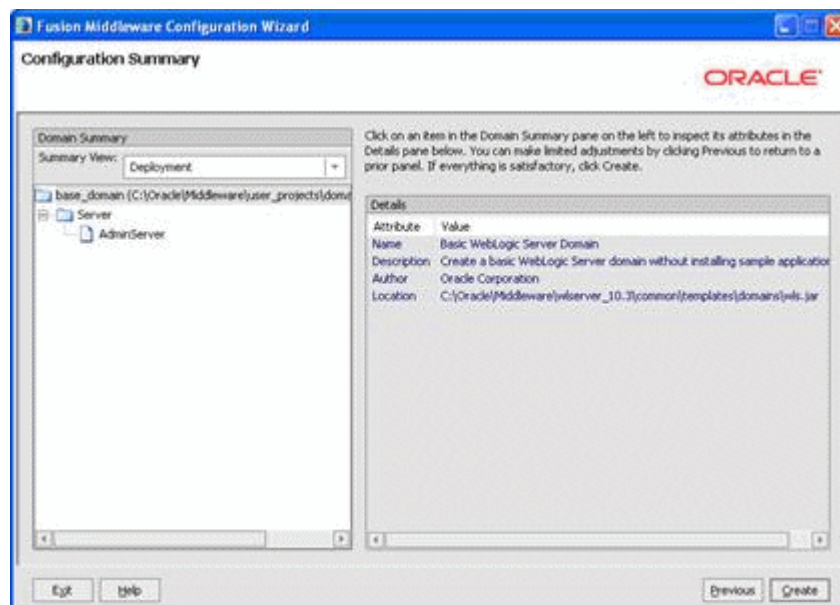 Fusion Middleware Configuration Wizard
Configuration Summary
ORACLE
Domain Summary
Summary View:
Deployment
base_domain (C:\Oracle\Middleware\user_projects\doma
Server
AdminServer
Click on an item in the Domain Summary pane on the left to inspect its attributes in the
Details pane below. You can make limited adjustments by clicking Previous to return to a
prior panel. If everything is satisfactory, click Create.
Details
Attribute Value
Name Basic WebLogic Server Domain
Description Create a basic WebLogic Server domain without installing sample application
Author Oracle Corporation
Location C:\Oracle\Middleware\wlserver_10.3\common\templates\domains\wls.jar
Exit Help Previous Create